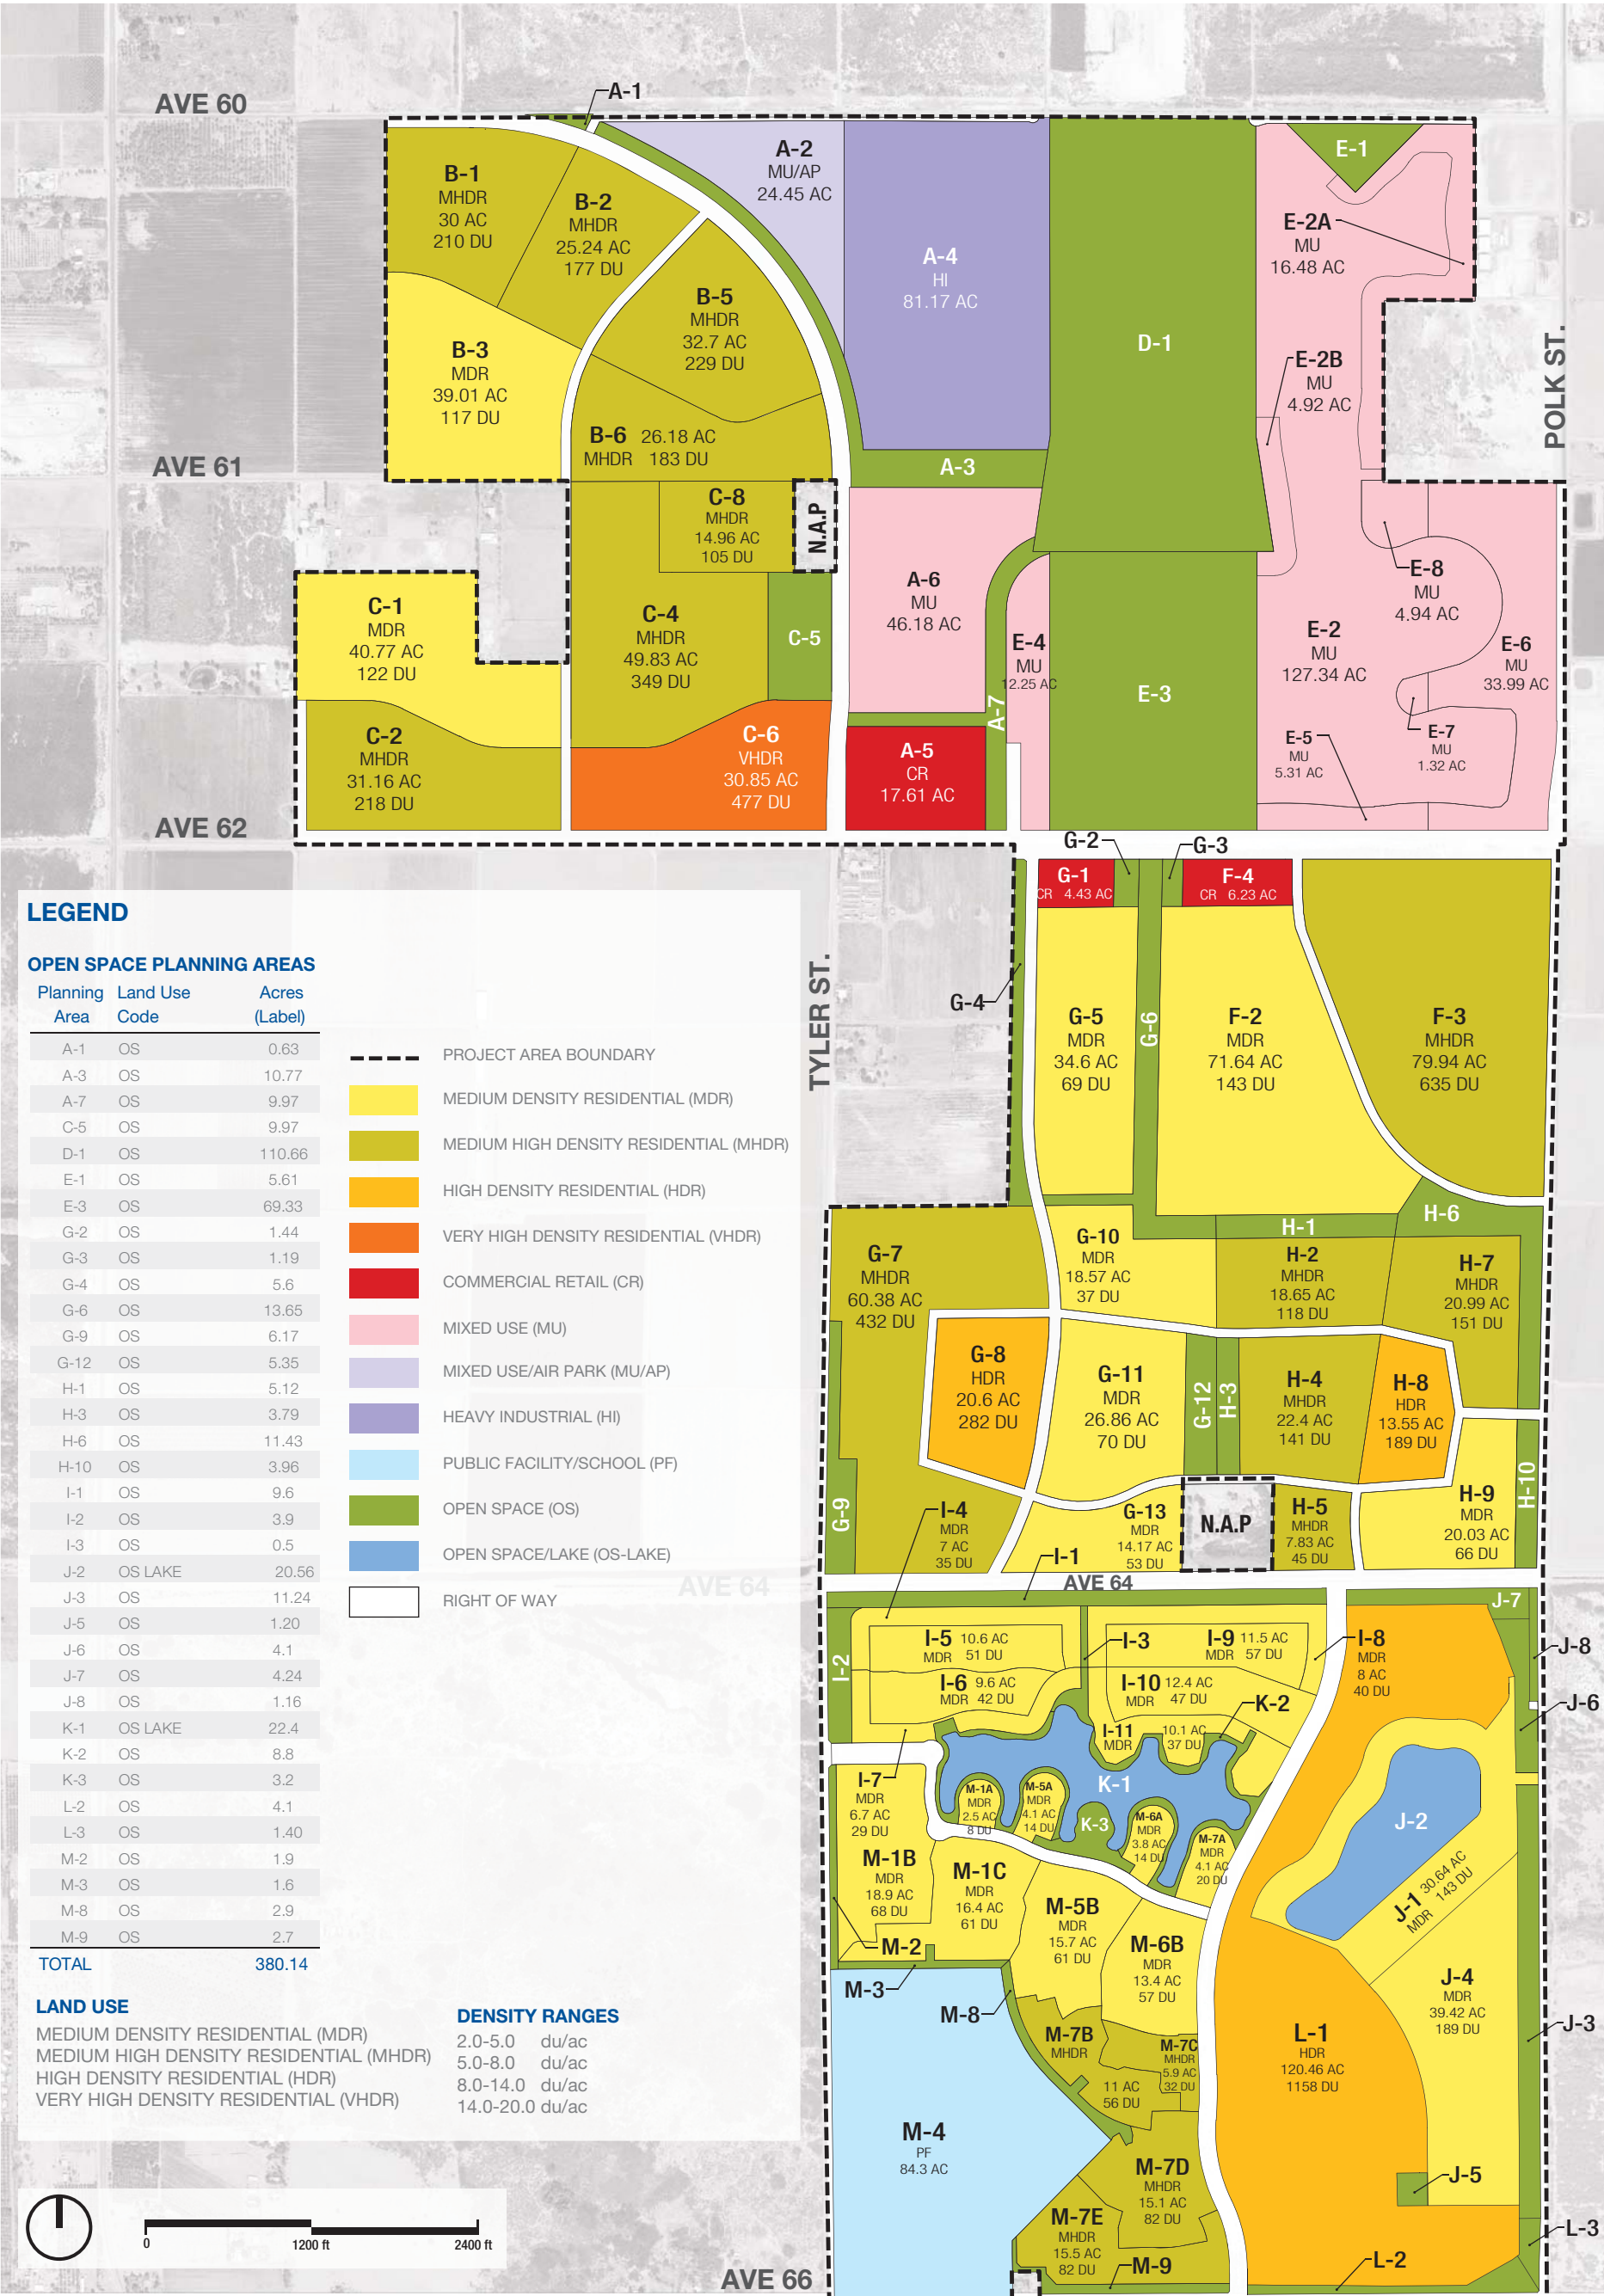 AVE 60
A-1
A-2
MU/AP
24.45 AC
B-1
MHDR
30 AC
210 DU
B-2
MHDR
25.24 AC
177 DU
A-4
HI
81.17 AC
E-1
E-2A
MU
16.48 AC
B-5
MHDR
32.7 AC
229 DU
D-1
B-3
MDR
39.01 AC
117 DU
E-2B
MU
4.92 AC
POLK ST.
B-6 26.18 AC
MHDR 183 DU
AVE 61
A-3
C-8
MHDR
14.96 AC
105 DU
N.A.P
A-6
MU
46.18 AC
E-8
MU
4.94 AC
C-1
MDR
40.77 AC
122 DU
C-4
MHDR
49.83 AC
349 DU
C-5
E-4
MU
12.25 AC
E-3
E-2
MU
127.34 AC
E-6
MU
33.99 AC
A-7
C-2
MHDR
31.16 AC
218 DU
C-6
VHDR
30.85 AC
477 DU
A-5
CR
17.61 AC
E-5
MU
5.31 AC
E-7
MU
1.32 AC
AVE 62
G-2
G-3
G-1
CR 4.43 AC
F-4
CR 6.23 AC
LEGEND
OPEN SPACE PLANNING AREAS
Planning Land Use Acres
Area Code (Label)
A-1 OS 0.63
A-3 OS 10.77
A-7 OS 9.97
C-5 OS 9.97
D-1 OS 110.66
E-1 OS 5.61
E-3 OS 69.33
G-2 OS 1.44
G-3 OS 1.19
G-4 OS 5.6
G-6 OS 13.65
G-9 OS 6.17
G-12 OS 5.35
H-1 OS 5.12
H-3 OS 3.79
H-6 OS 11.43
H-10 OS 3.96
I-1 OS 9.6
I-2 OS 3.9
I-3 OS 0.5
J-2 OS LAKE 20.56
J-3 OS 11.24
J-5 OS 1.20
J-6 OS 4.1
J-7 OS 4.24
J-8 OS 1.16
K-1 OS LAKE 22.4
K-2 OS 8.8
K-3 OS 3.2
L-2 OS 4.1
L-3 OS 1.40
M-2 OS 1.9
M-3 OS 1.6
M-8 OS 2.9
M-9 OS 2.7
TOTAL 380.14
PROJECT AREA BOUNDARY
MEDIUM DENSITY RESIDENTIAL (MDR)
MEDIUM HIGH DENSITY RESIDENTIAL (MHDR)
HIGH DENSITY RESIDENTIAL (HDR)
VERY HIGH DENSITY RESIDENTIAL (VHDR)
COMMERCIAL RETAIL (CR)
MIXED USE (MU)
MIXED USE/AIR PARK (MU/AP)
HEAVY INDUSTRIAL (HI)
PUBLIC FACILITY/SCHOOL (PF)
OPEN SPACE (OS)
OPEN SPACE/LAKE (OS-LAKE)
RIGHT OF WAY
LAND USE
MEDIUM DENSITY RESIDENTIAL (MDR)
MEDIUM HIGH DENSITY RESIDENTIAL (MHDR)
HIGH DENSITY RESIDENTIAL (HDR)
VERY HIGH DENSITY RESIDENTIAL (VHDR)
DENSITY RANGES
2.0-5.0 du/ac
5.0-8.0 du/ac
8.0-14.0 du/ac
14.0-20.0 du/ac
0 1200 ft 2400 ft
TYLER ST.
G-4
G-5
MDR
34.6 AC
69 DU
G-6
F-2
MDR
71.64 AC
143 DU
F-3
MHDR
79.94 AC
635 DU
G-7
MHDR
60.38 AC
432 DU
G-10
MDR
18.57 AC
37 DU
H-1
H-6
H-2
MHDR
18.65 AC
118 DU
H-7
MHDR
20.99 AC
151 DU
G-8
HDR
20.6 AC
282 DU
G-11
MDR
26.86 AC
70 DU
G-12
H-3
H-4
MHDR
22.4 AC
141 DU
H-8
HDR
13.55 AC
189 DU
G-9
I-4
MDR
7 AC
35 DU
G-13
MDR
14.17 AC
53 DU
N.A.P
H-5
MHDR
7.83 AC
45 DU
H-9
MDR
20.03 AC
66 DU
H-10
I-1
AVE 64
AVE 64
J-7
I-2
I-5 10.6 AC
MDR 51 DU
I-3
I-9 11.5 AC
MDR 57 DU
I-8
MDR
8 AC
40 DU
J-8
I-6 9.6 AC
MDR 42 DU
I-10 12.4 AC
MDR 47 DU
K-2
J-6
I-11
MDR
10.1 AC
37 DU
I-7
MDR
6.7 AC
29 DU
M-1A
MDR
2.5 AC
8 DU
M-5A
MDR
4.1 AC
14 DU
K-1
K-3
M-6A
MDR
3.8 AC
14 DU
M-7A
MDR
4.1 AC
20 DU
J-2
M-1B
MDR
18.9 AC
68 DU
M-1C
MDR
16.4 AC
61 DU
J-1 30.64 AC
MDR 143 DU
M-5B
MDR
15.7 AC
61 DU
M-2
M-6B
MDR
13.4 AC
57 DU
M-3
M-8
J-4
MDR
39.42 AC
189 DU
J-3
M-7B
MHDR
11 AC
56 DU
M-7C
MHDR
5.9 AC
32 DU
L-1
HDR
120.46 AC
1158 DU
M-4
PF
84.3 AC
M-7D
MHDR
15.1 AC
82 DU
J-5
M-7E
MHDR
15.5 AC
82 DU
L-3
M-9
L-2
AVE 66